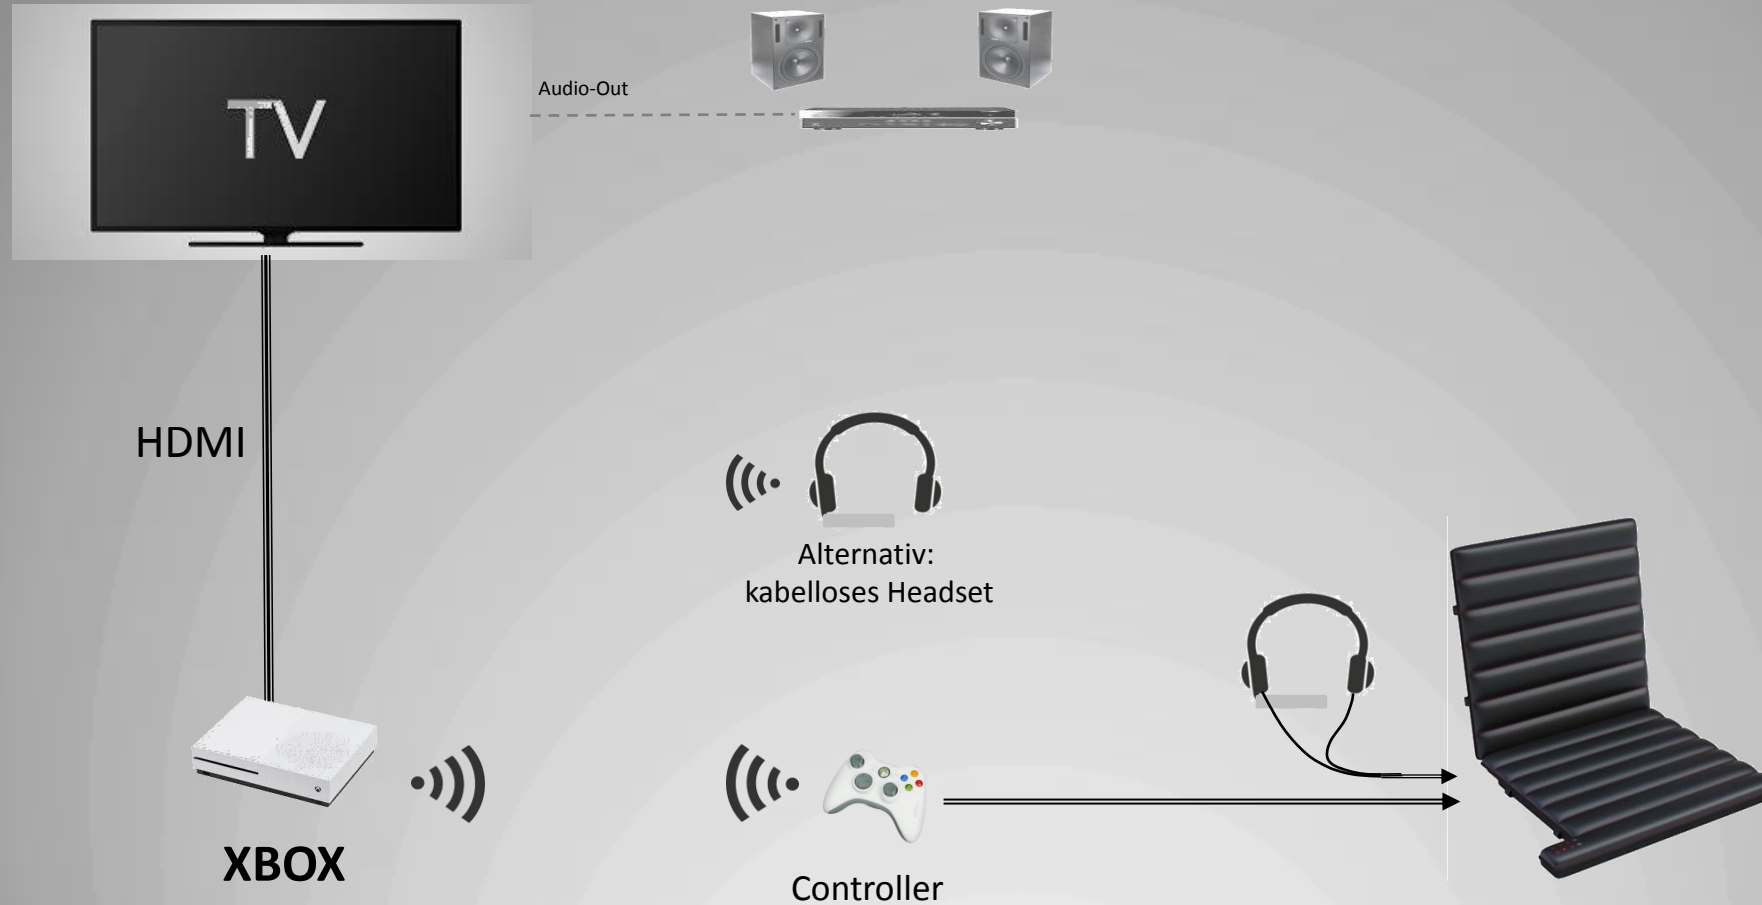 TV
Audio-Out
HDMI
Alternativ:
kabelloses Headset
XBOX
Controller